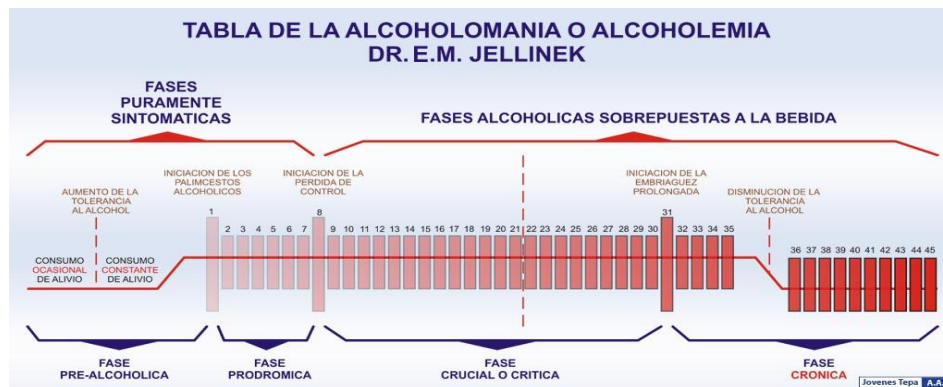 TABLA DE LA ALCOHOLOMANIA O ALCOHOLEMIA
DR. E.M. JELLINEK
FASES
PURAMENTE
SINTOMATICAS
FASES ALCOHOLICAS SOBREPUESTAS A LA BEBIDA
AUMENTO DE LA
TOLERANCIA
AL ALCOHOL
INICIACION DE LOS
PALIMCESTOS
ALCOHOLICOS
INICIACION DE LA
PERDIDA DE
CONTROL
INICIACION DE LA
EMBRIAGUEZ
PROLONGADA
DISMINUCION DE LA
TOLERANCIA
AL ALCOHOL
1
2 3 4 5 6 7
8
9 10 11 12 13 14 15 16 17 18 19 20 21 22 23 24 25 26 27 28 29 30
31
32 33 34 35
36 37 38 39 40 41 42 43 44 45
CONSUMO
OCASIONAL
DE ALIVIO
CONSUMO
CONSTANTE
DE ALIVIO
FASE
PRE-ALCOHOLICA
FASE
PRODROMICA
FASE
CRUCIAL O CRITICA
FASE
CRONICA
Jovenes Tepa A.A.